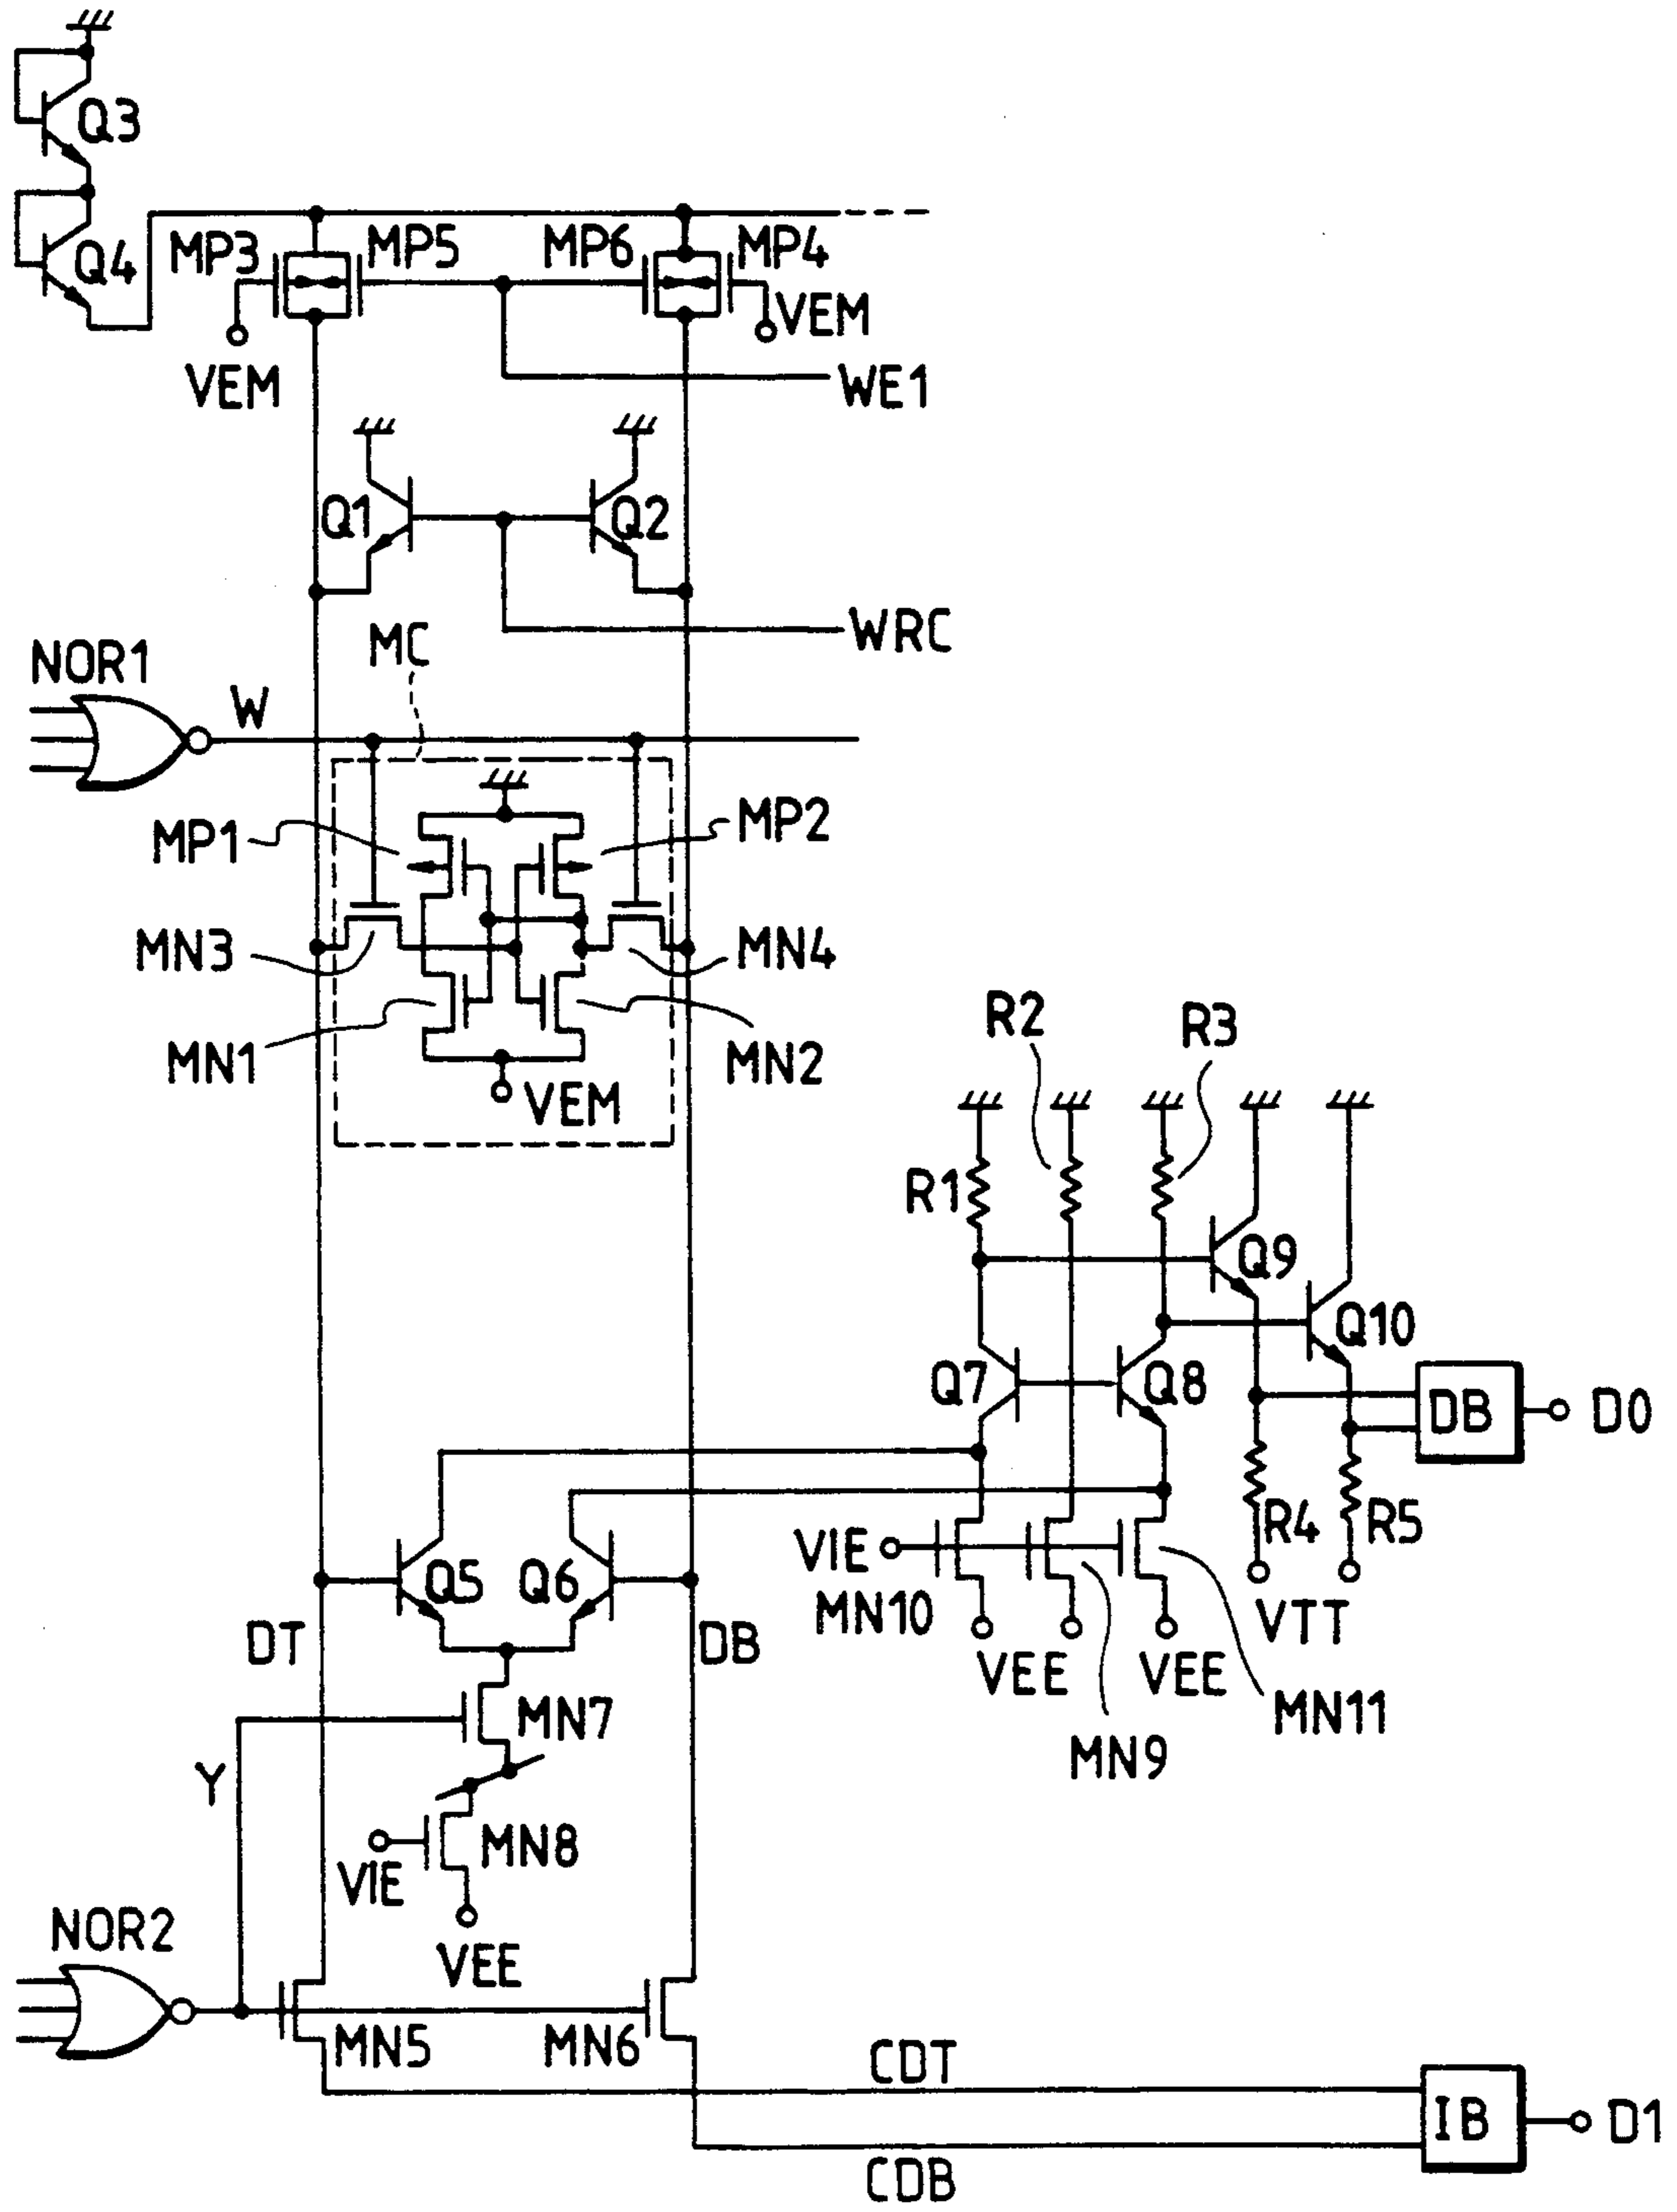 Q3
Q4
MP3
MP5
MP6
MP4
VEM
VEM
WE1
Q1
Q2
WRC
MC
NOR1
W
MP1
MP2
MN3
MN4
MN1
MN2
VEM
R2
R3
R1
Q9
Q10
Q7
Q8
DB
D0
R4
R5
VIE
MN10
Q5
Q6
DT
DB
VEE
VEE
VTT
MN11
MN9
MN7
Y
MN8
VIE
VEE
NOR2
MN5
MN6
CDT
IB
D1
CDB